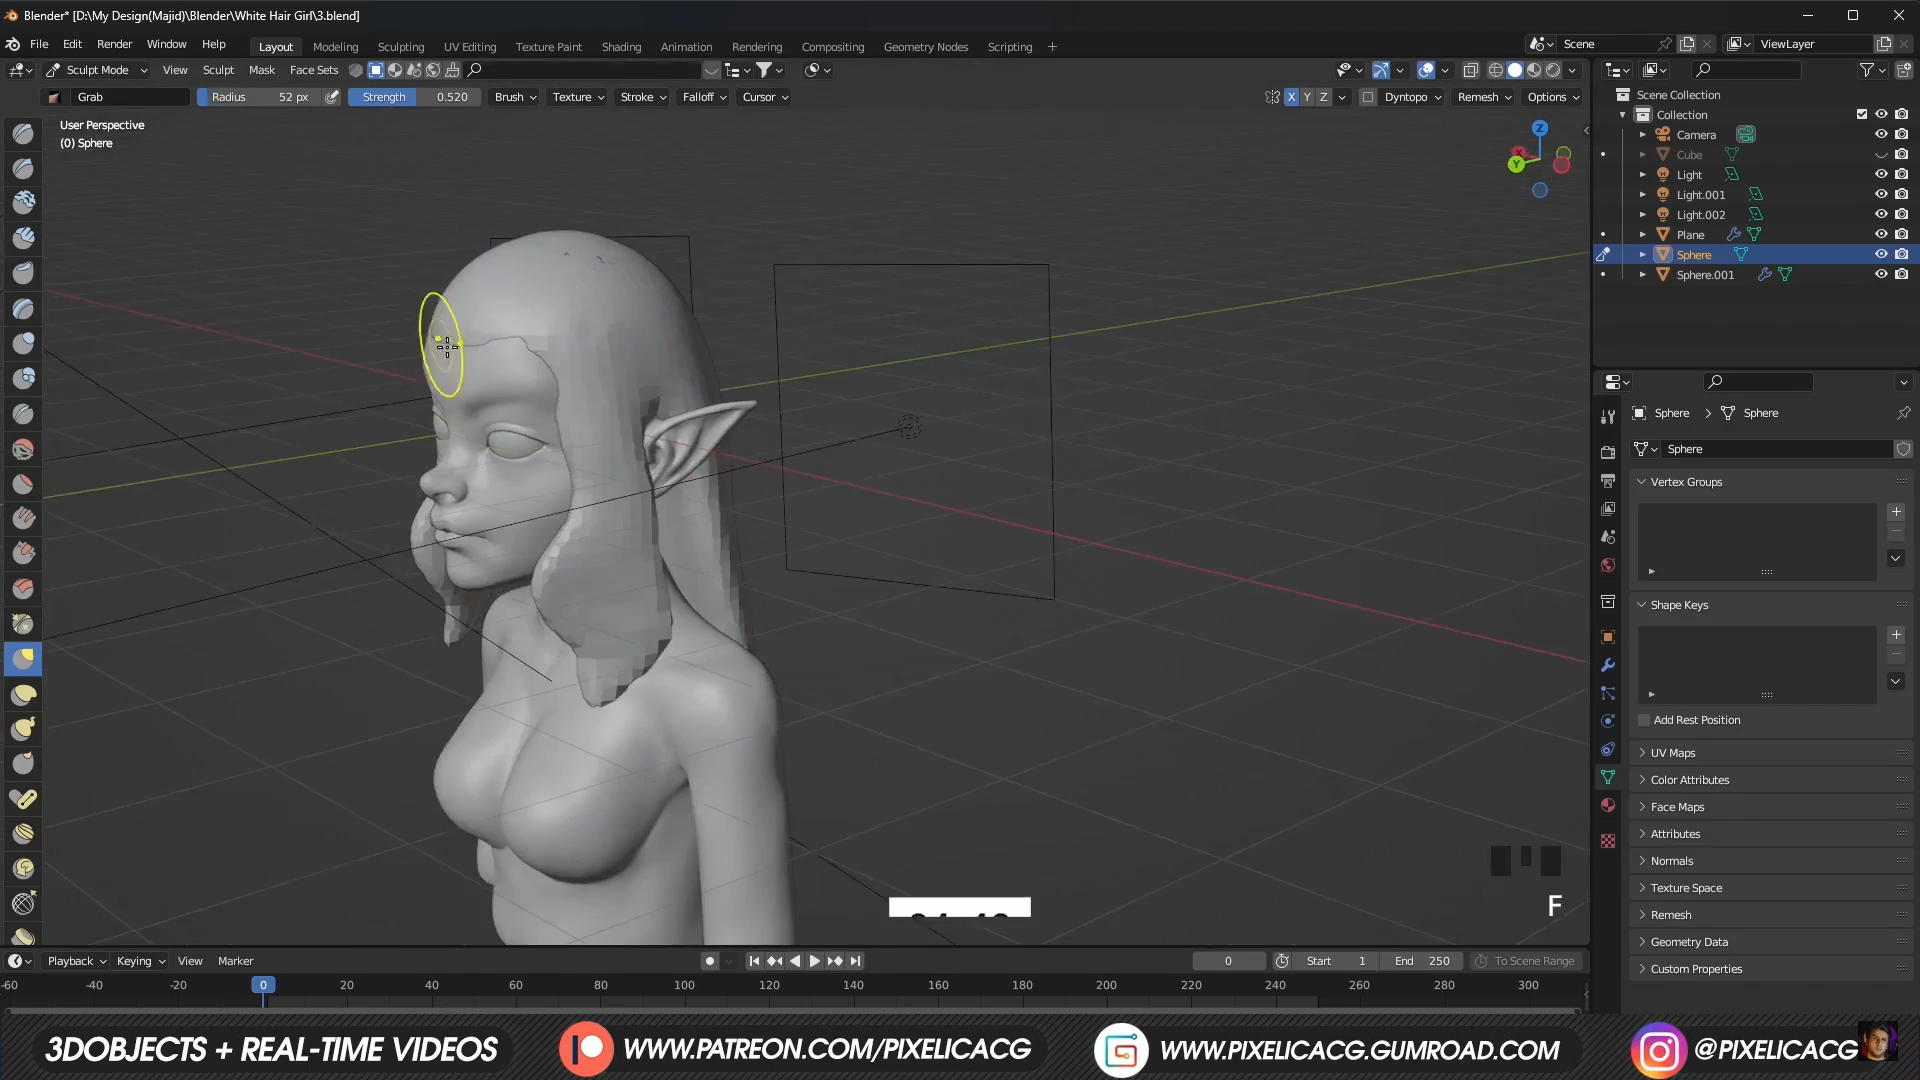 Blender* [D:\My Design(Majid)\Blender\White Hair Girl\3.blend]
File Edit Render Window Help Layout Modeling Sculpting UV Editing Texture Paint Shading Animation Rendering Compositing Geometry Nodes Scripting + Scene ViewLayer
Sculpt Mode View Sculpt Mask Face Sets
Grab Radius 52 px Strength 0.520 Brush Texture Stroke Falloff Cursor X Y Z Dyntopo Remesh Options
User Perspective
(0) Sphere
Z
X
Y
Scene Collection
Collection
Camera
Cube
Light
Light.001
Light.002
Plane
Sphere
Sphere.001
Sphere > Sphere
Sphere
Vertex Groups
Shape Keys
Add Rest Position
UV Maps
Color Attributes
Face Maps
Attributes
Normals
Texture Space
Remesh
Geometry Data
Custom Properties
F
Playback Keying View Marker 0 Start 1 End 250 To Scene Range
-60 -40 -20 0 20 40 60 80 100 120 140 160 180 200 220 240 260 280 300
3DOBJECTS + REAL-TIME VIDEOS WWW.PATREON.COM/PIXELICACG WWW.PIXELICACG.GUMROAD.COM @PIXELICACG